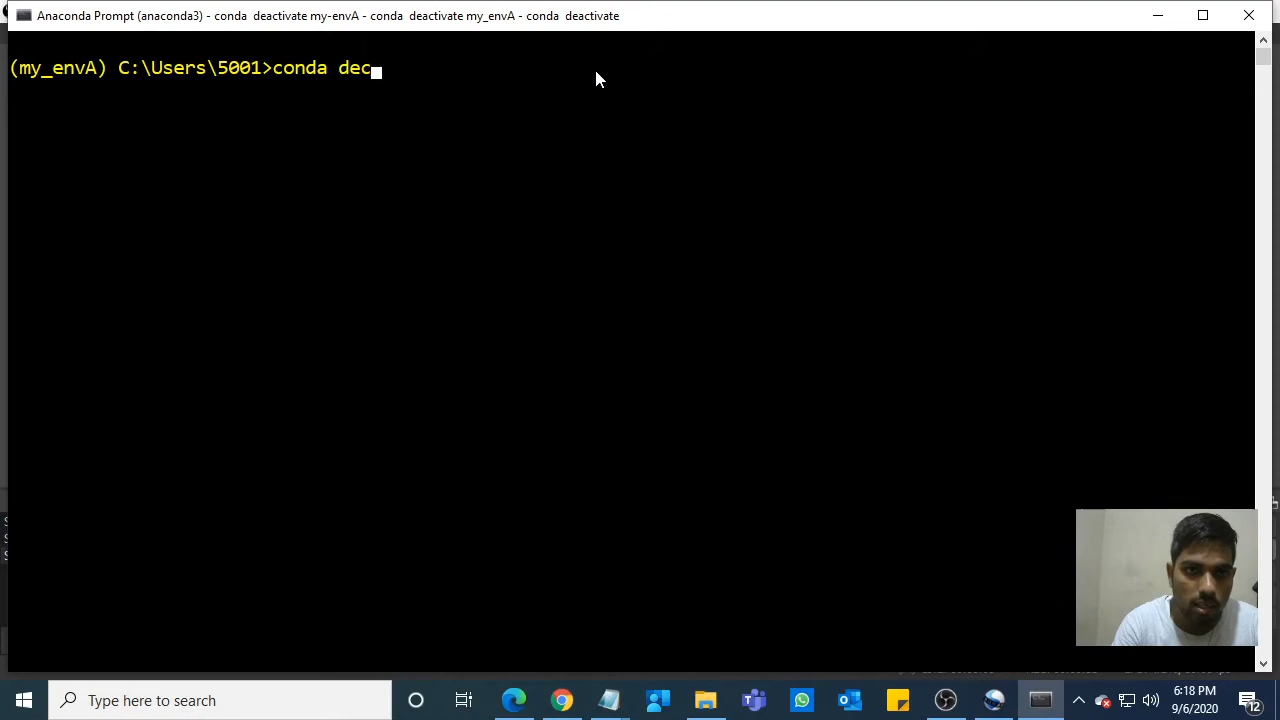 Anaconda Prompt (anaconda3) - conda  deactivate my-envA - conda  deactivate my_envA - conda  deactivate
(my_envA) C:\Users\5001>conda dec
Type here to search
6:18 PM
9/6/2020
12